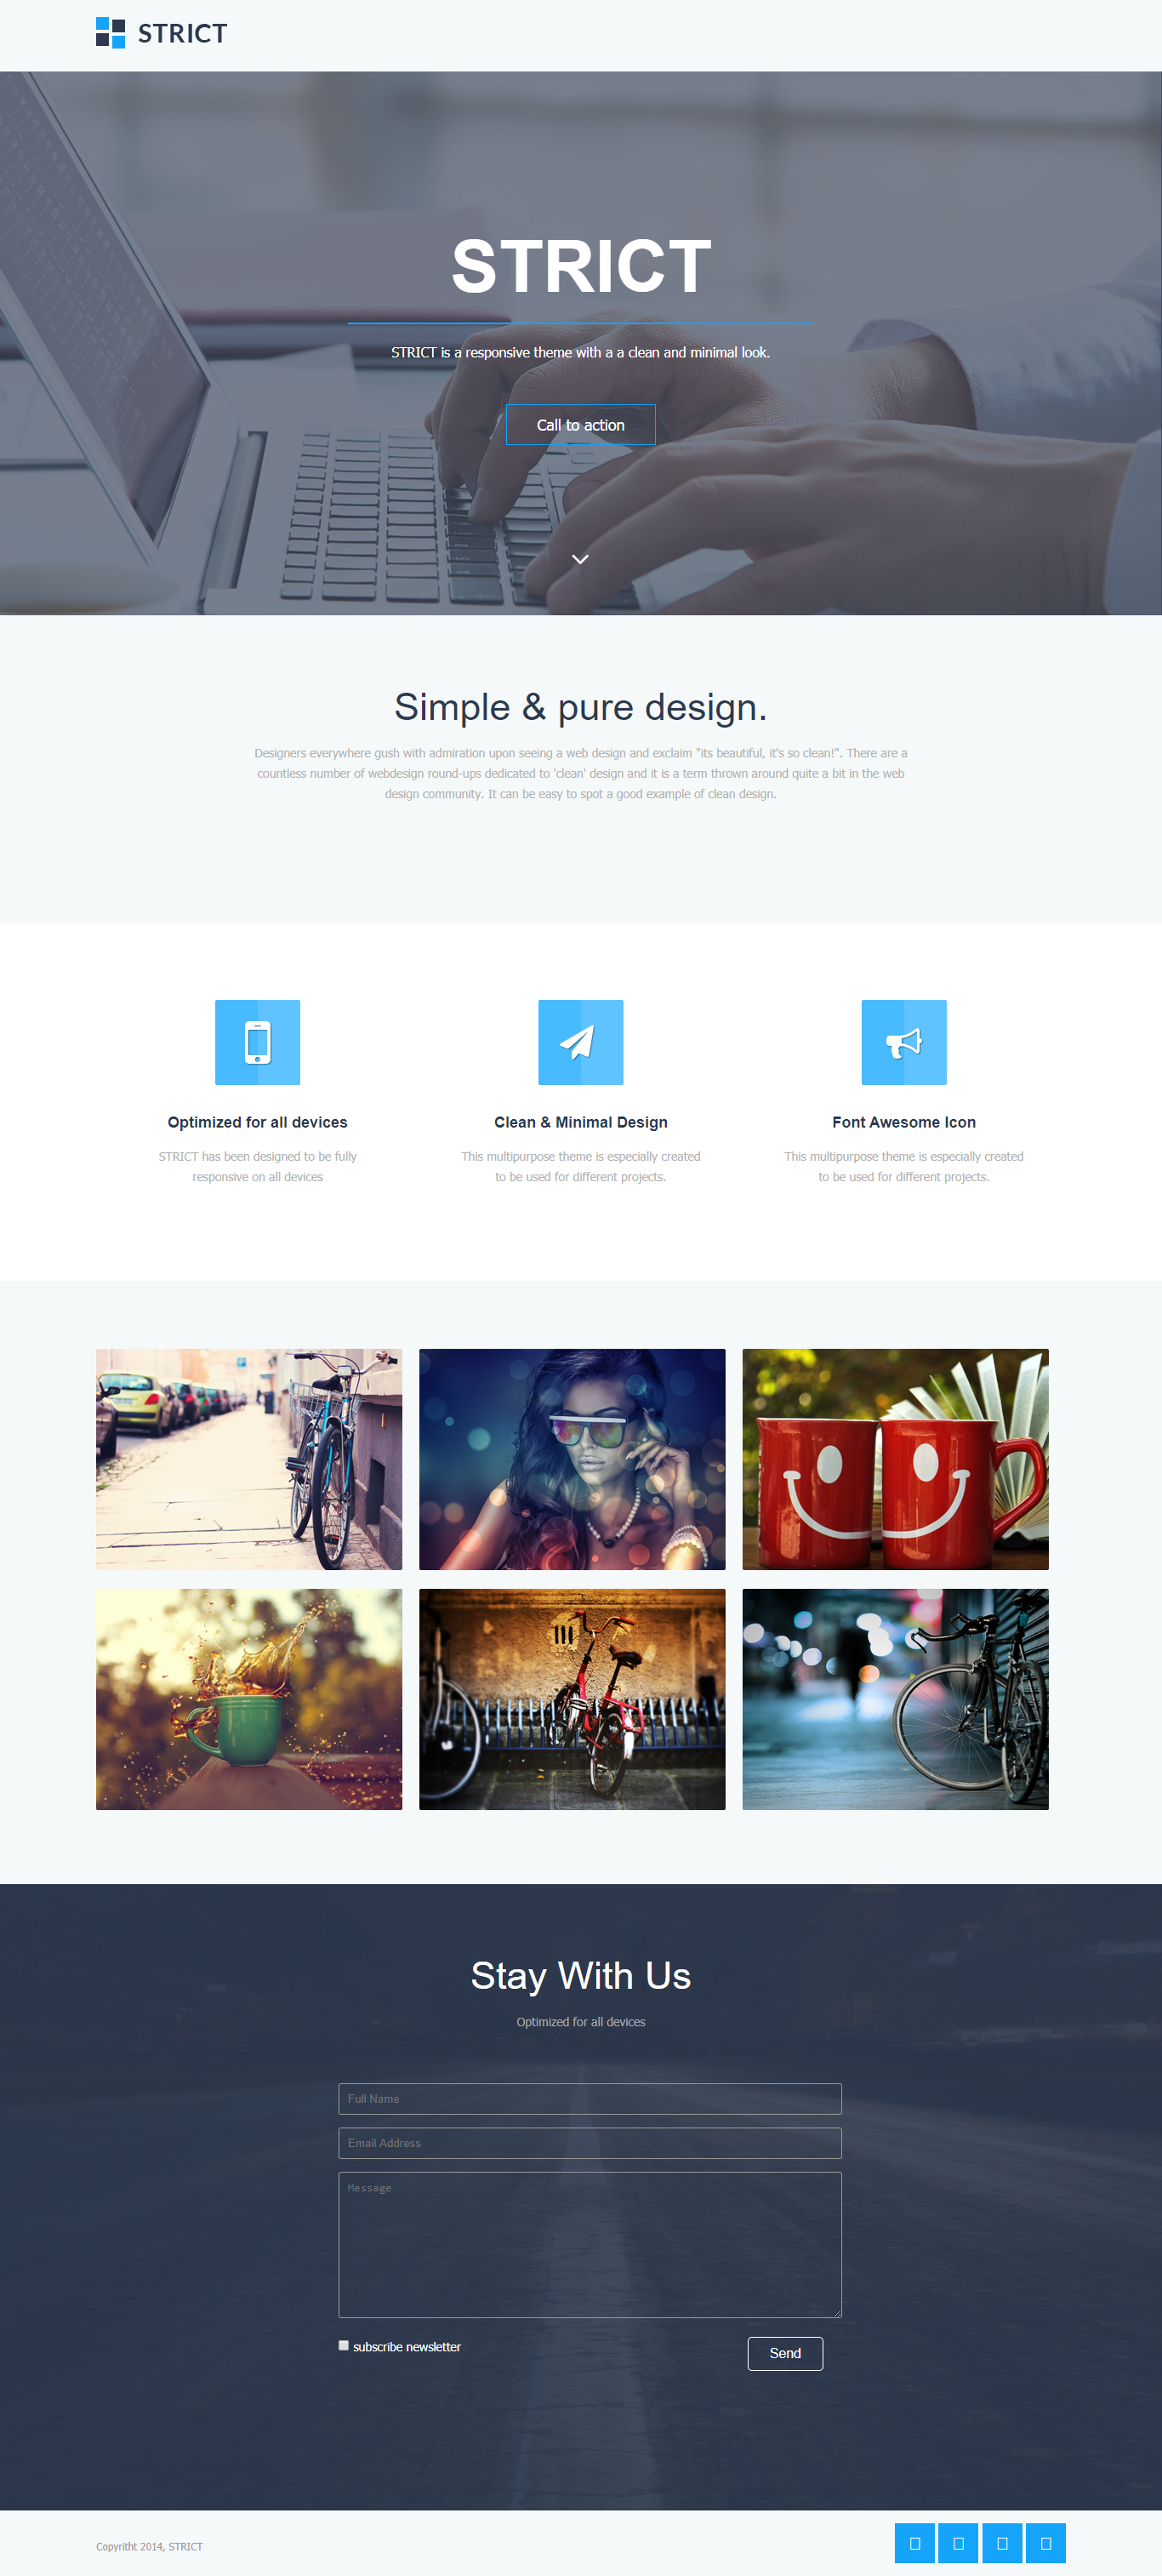 STRICT
STRICT
STRICT is a responsive theme with a a clean and minimal look.
Call to action
Simple & pure design.
Designers everywhere gush with admiration upon seeing a web design and exclaim "its beautiful, it's so clean!". There are a
countless number of webdesign round-ups dedicated to 'clean' design and it is a term thrown around quite a bit in the web
design community. It can be easy to spot a good example of clean design.
Optimized for all devices
STRICT has been designed to be fully
responsive on all devices
Clean & Minimal Design
This multipurpose theme is especially created
to be used for different projects.
Font Awesome Icon
This multipurpose theme is especially created
to be used for different projects.
Stay With Us
Optimized for all devices
Full Name
Email Address
Message
subscribe newsletter
Send
Copyritht 2014, STRICT